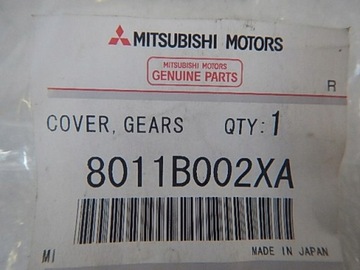 MITSUBISHI MOTORS
MITSUBISHI MOTORS
GENUINE PARTS
R
COVER, GEARS QTY: 1
8011B002XA
MI MADE IN JAPAN